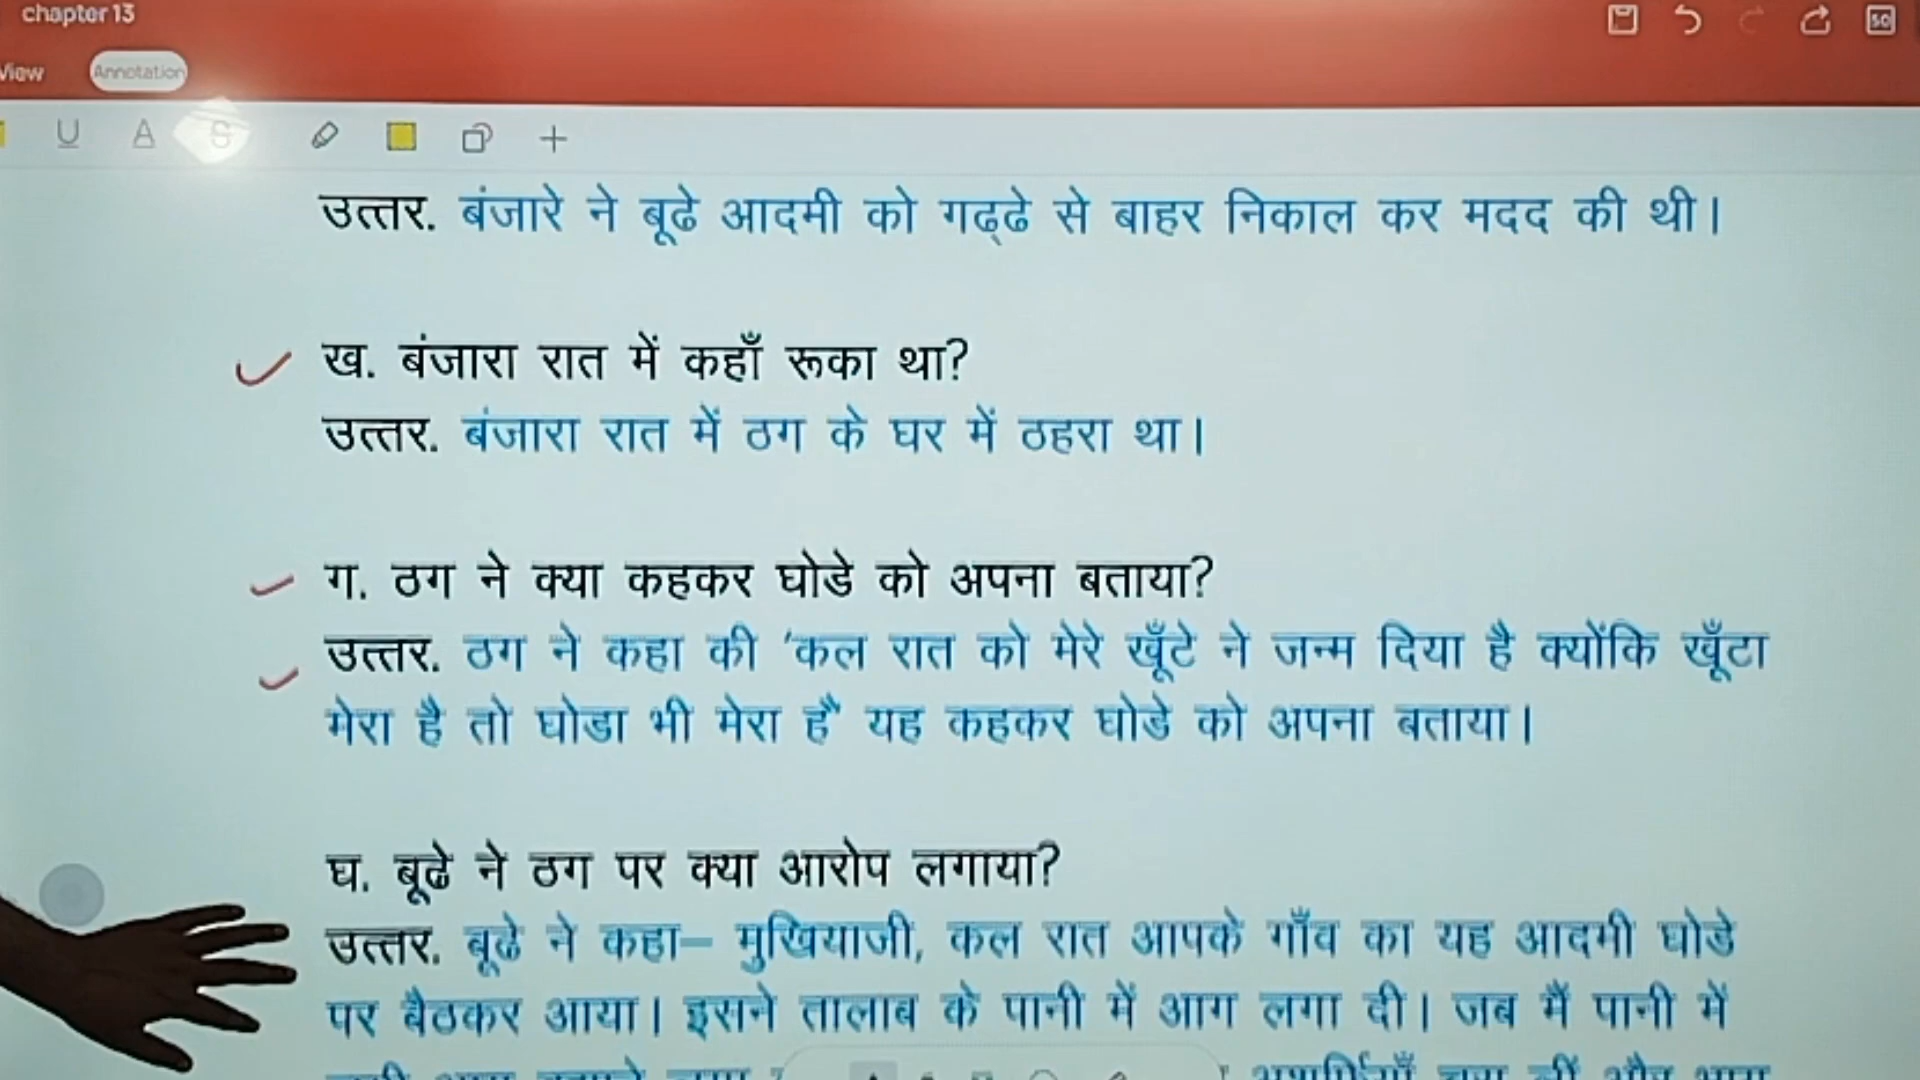 chapter 13
View Annotation
U A S
उत्तर. बंजारे ने बूढे आदमी को गढ्ढे से बाहर निकाल कर मदद की थी।
ख. बंजारा रात में कहाँ रूका था?
उत्तर. बंजारा रात में ठग के घर में ठहरा था।
ग. ठग ने क्या कहकर घोडे को अपना बताया?
उत्तर. ठग ने कहा की 'कल रात को मेरे खूँटे ने जन्म दिया है क्योंकि खूँटा
मेरा है तो घोडा भी मेरा है' यह कहकर घोडे को अपना बताया।
घ. बूढे ने ठग पर क्या आरोप लगाया?
उत्तर. बूढे ने कहा– मुखियाजी, कल रात आपके गाँव का यह आदमी घोडे
पर बैठकर आया। इसने तालाब के पानी में आग लगा दी। जब मैं पानी में